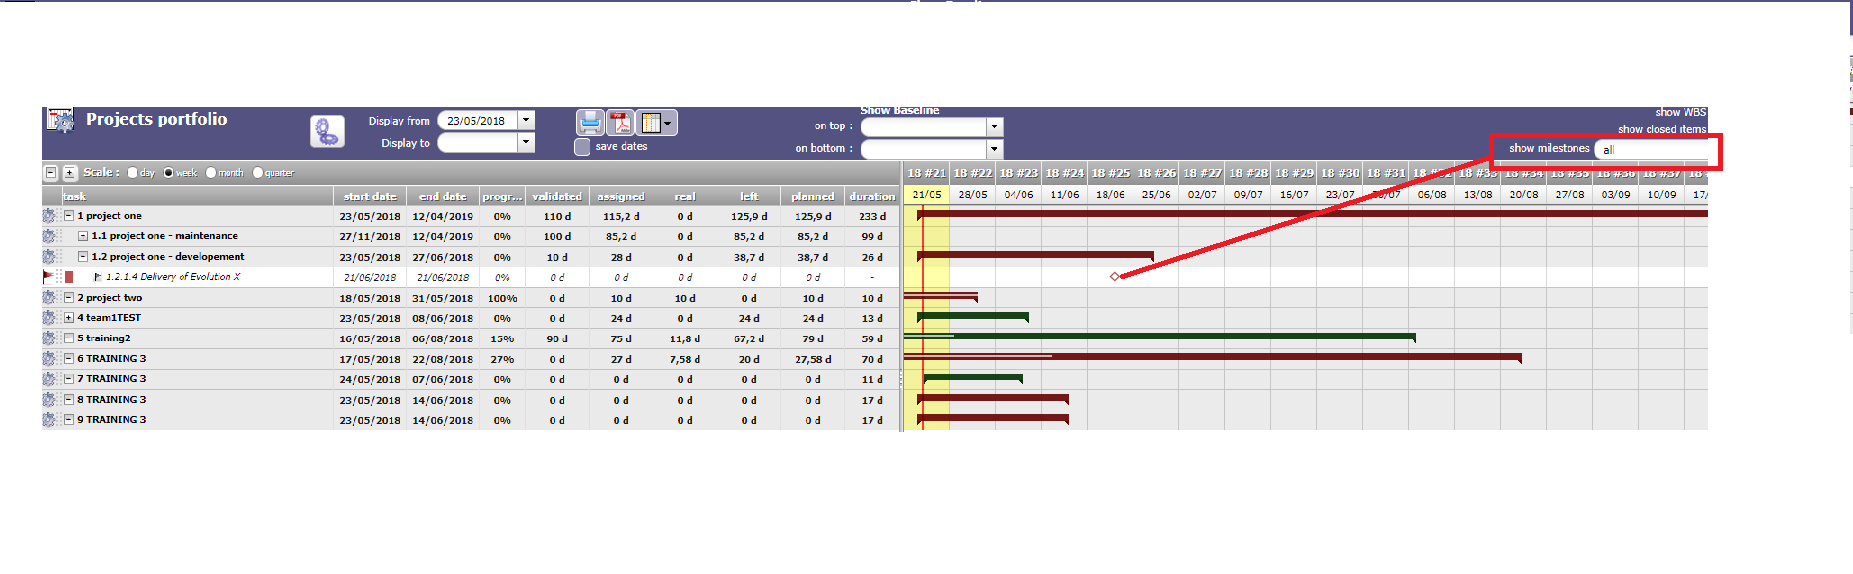 Projects portfolio
Display from 23/05/2018
Display to
save dates
Show Baseline
on top :
on bottom :
show WBS
show closed items
show milestones all
Scale : day week month quarter
18 #21 18 #22 18 #23 18 #24 18 #25 18 #26 18 #27 18 #28 18 #29 18 #30 18 #31 18 #32 18 #33 18 #34 18 #35 18 #36 18 #37
task start date end date progr... validated assigned real left planned duration
21/05 28/05 04/06 11/06 18/06 25/06 02/07 09/07 16/07 23/07 30/07 06/08 13/08 20/08 27/08 03/09 10/09 17/
1 project one 23/05/2018 12/04/2019 0% 110 d 115,2 d 0 d 125,9 d 125,9 d 233 d
1.1 project one - maintenance 27/11/2018 12/04/2019 0% 100 d 85,2 d 0 d 85,2 d 85,2 d 99 d
1.2 project one - developement 23/05/2018 27/06/2018 0% 10 d 28 d 0 d 38,7 d 38,7 d 26 d
1.2.1.4 Delivery of Evolution X 21/06/2018 21/06/2018 0% 0 d 0 d 0 d 0 d 0 d -
2 project two 18/05/2018 31/05/2018 100% 0 d 10 d 10 d 0 d 10 d 10 d
4 team1TEST 23/05/2018 08/06/2018 0% 0 d 24 d 0 d 24 d 24 d 13 d
5 training2 16/05/2018 06/08/2018 15% 90 d 75 d 11,8 d 67,2 d 79 d 59 d
6 TRAINING 3 17/05/2018 22/08/2018 27% 0 d 27 d 7,58 d 20 d 27,58 d 70 d
7 TRAINING 3 24/05/2018 07/06/2018 0% 0 d 0 d 0 d 0 d 0 d 11 d
8 TRAINING 3 23/05/2018 14/06/2018 0% 0 d 0 d 0 d 0 d 0 d 17 d
9 TRAINING 3 23/05/2018 14/06/2018 0% 0 d 0 d 0 d 0 d 0 d 17 d